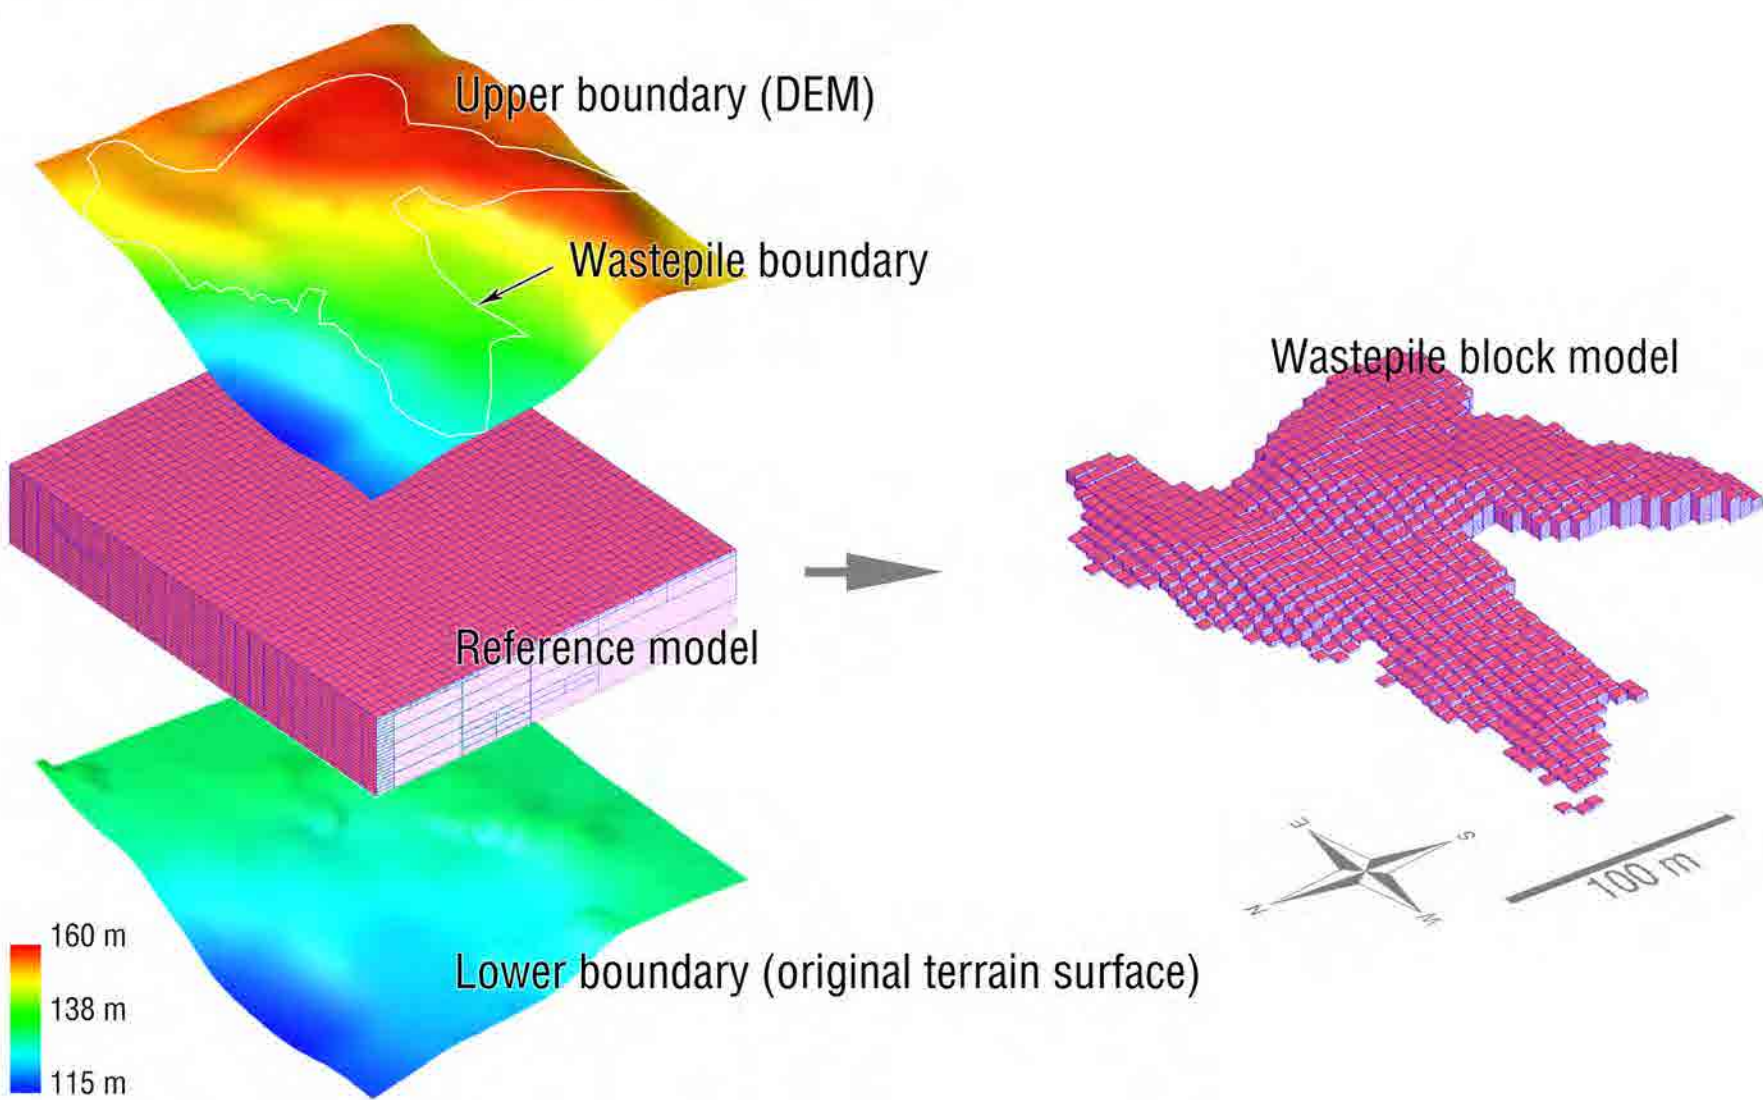 Upper boundary (DEM)
Wastepile boundary
Wastepile block model
Reference model
E
S
N
W
100 m
160 m
138 m
115 m
Lower boundary (original terrain surface)